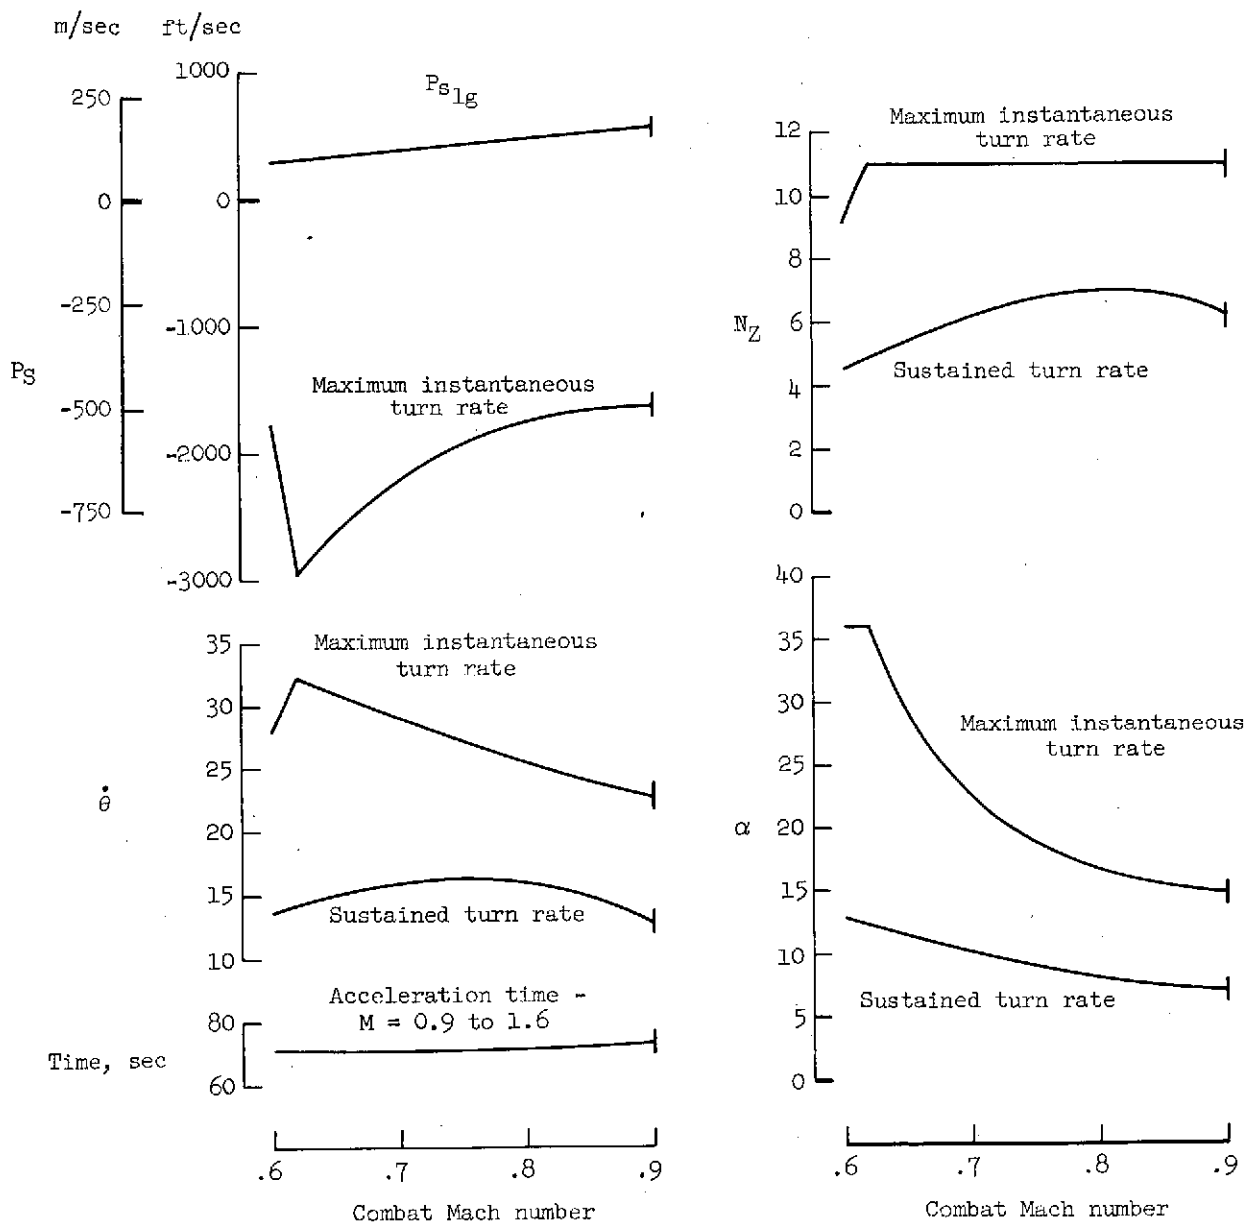 m/sec ft/sec
1000
250
0
0
-250
-1000
-500
-2000
-750
-3000
PS
Ps1g
Maximum instantaneous
turn rate
35
30
25
20
15
10
θ̇
Maximum instantaneous
turn rate
Sustained turn rate
Acceleration time -
M = 0.9 to 1.6
80
Time, sec
60
.6 .7 .8 .9
Combat Mach number
12
10
8
6
4
2
0
NZ
Maximum instantaneous
turn rate
Sustained turn rate
40
35
30
25
20
15
10
5
0
α
Maximum instantaneous
turn rate
Sustained turn rate
.6 .7 .8 .9
Combat Mach number